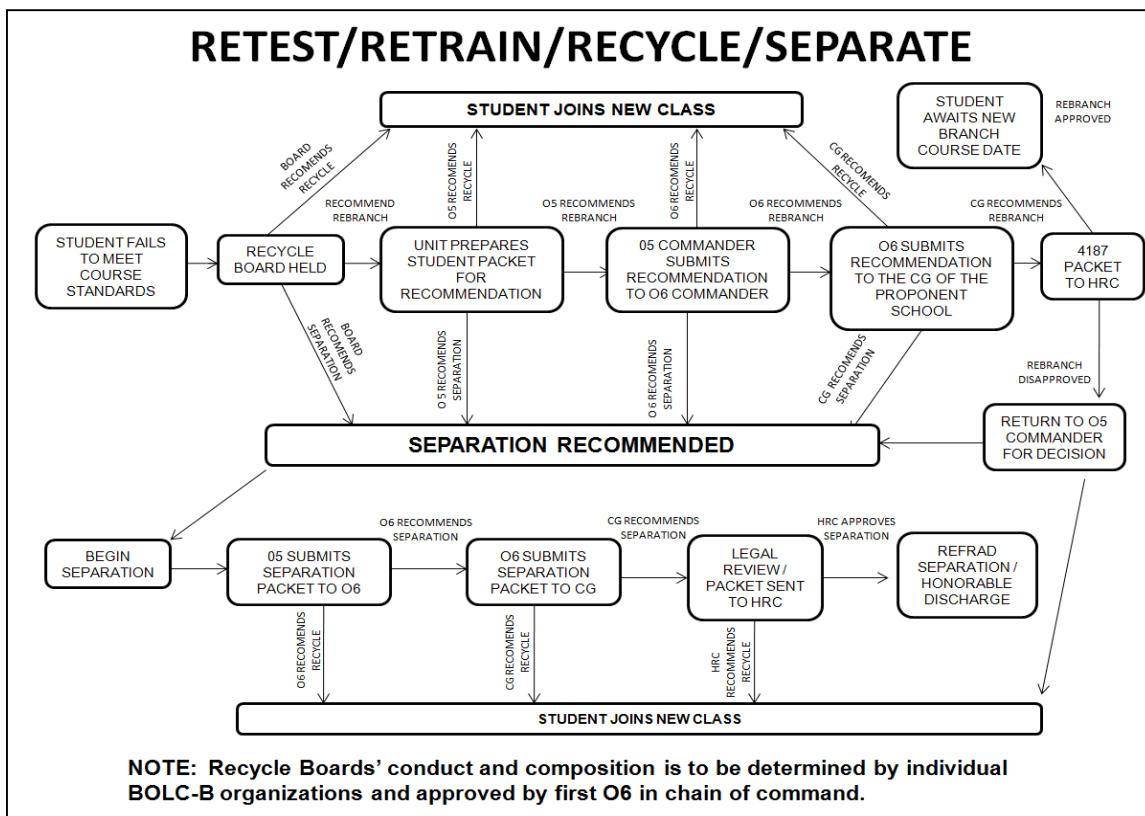 RETEST/RETRAIN/RECYCLE/SEPARATE
STUDENT JOINS NEW CLASS
STUDENT
AWAITS NEW
BRANCH
COURSE DATE
REBRANCH
APPROVED
BOARD
RECOMENDS
RECYCLE
O5 RECOMENDS
RECYCLE
O6 RECOMENDS
RECYCLE
CG RECOMENDS
RECYCLE
RECOMMEND
REBRANCH
O5 RECOMMENDS
REBRANCH
O6 RECOMMENDS
REBRANCH
CG RECOMMENDS
REBRANCH
STUDENT FAILS
TO MEET
COURSE
STANDARDS
RECYCLE
BOARD HELD
UNIT PREPARES
STUDENT PACKET
FOR
RECOMMENDATION
05 COMMANDER
SUBMITS
RECOMMENDATION
TO O6 COMMANDER
O6 SUBMITS
RECOMMENDATION
TO THE CG OF THE
PROPONENT
SCHOOL
4187
PACKET
TO HRC
BOARD
RECOMENDS
SEPARATION
O 5 RECOMENDS
SEPARATION
O 6 RECOMENDS
SEPARATION
CG RECOMENDS
SEPARATION
REBRANCH
DISAPPROVED
SEPARATION RECOMMENDED
RETURN TO O5
COMMANDER
FOR DECISION
BEGIN
SEPARATION
05 SUBMITS
SEPARATION
PACKET TO O6
O6 RECOMMENDS
SEPARATION
O6 SUBMITS
SEPARATION
PACKET TO CG
CG RECOMMENDS
SEPARATION
LEGAL
REVIEW /
PACKET SENT
TO HRC
HRC APPROVES
SEPARATION
REFRAD
SEPARATION /
HONORABLE
DISCHARGE
O6 RECOMENDS
RECYCLE
CG RECOMENDS
RECYCLE
HRC
RECOMMENDS
RECYCLE
STUDENT JOINS NEW CLASS
NOTE: Recycle Boards' conduct and composition is to be determined by individual
BOLC-B organizations and approved by first O6 in chain of command.